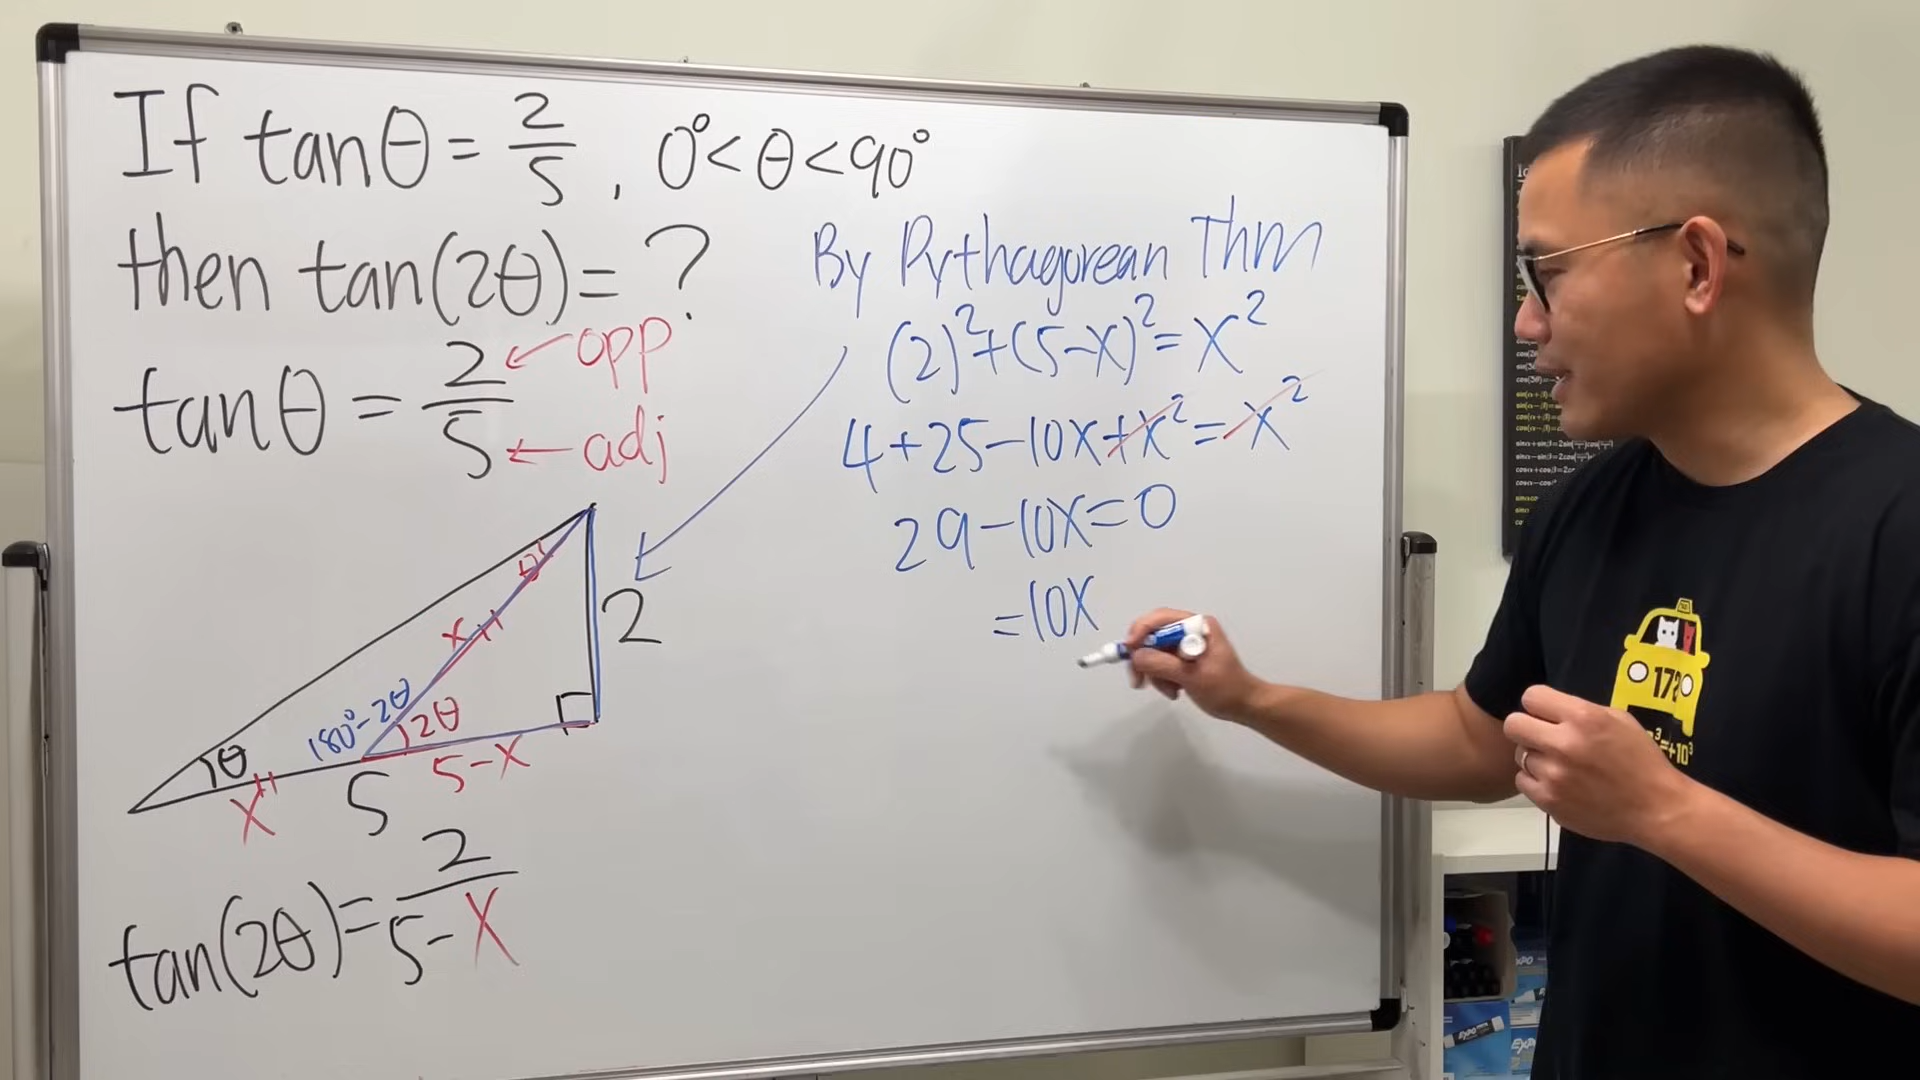 If tanθ = 2/5 , 0° < θ < 90°
then tan(2θ) = ?
tanθ = 2/5
opp
adj
θ
x
2
180°-2θ
2θ
θ
x
5
5-x
tan(2θ) = 2/(5-x)
By Pythagorean Thm
(2)²+(5-x)²=x²
4+25-10x+x²=x²
29-10x=0
=10x
172
EXPO